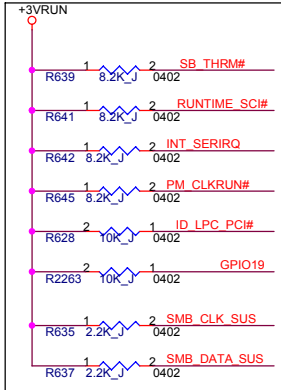 +3VRUN
1 2 SB_THRM#
R639 8.2K_J 0402
1 2 RUNTIME_SCI#
R641 8.2K_J 0402
1 2 INT_SERIRQ
R642 8.2K_J 0402
1 2 PM_CLKRUN#
R645 8.2K_J 0402
2 1 ID_LPC_PCI#
R628 10K_J 0402
2 1 GPIO19
R2263 10K_J 0402
1 2 SMB_CLK_SUS
R635 2.2K_J 0402
1 2 SMB_DATA_SUS
R637 2.2K_J 0402